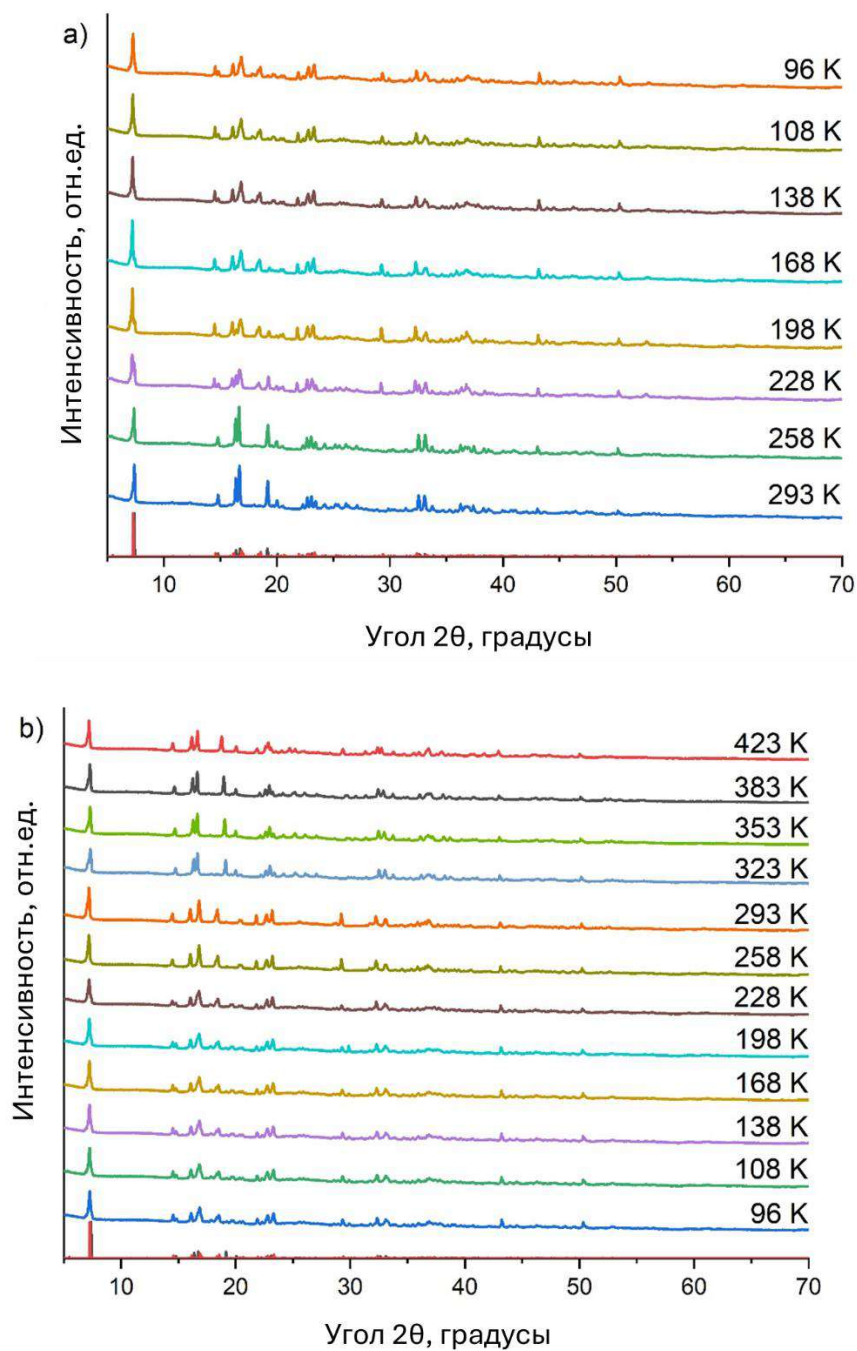 a)
Интенсивность, отн.ед.
96 K
108 K
138 K
168 K
198 K
228 K
258 K
293 K
10 20 30 40 50 60 70
Угол 2θ, градусы
b)
Интенсивность, отн.ед.
423 K
383 K
353 K
323 K
293 K
258 K
228 K
198 K
168 K
138 K
108 K
96 K
10 20 30 40 50 60 70
Угол 2θ, градусы